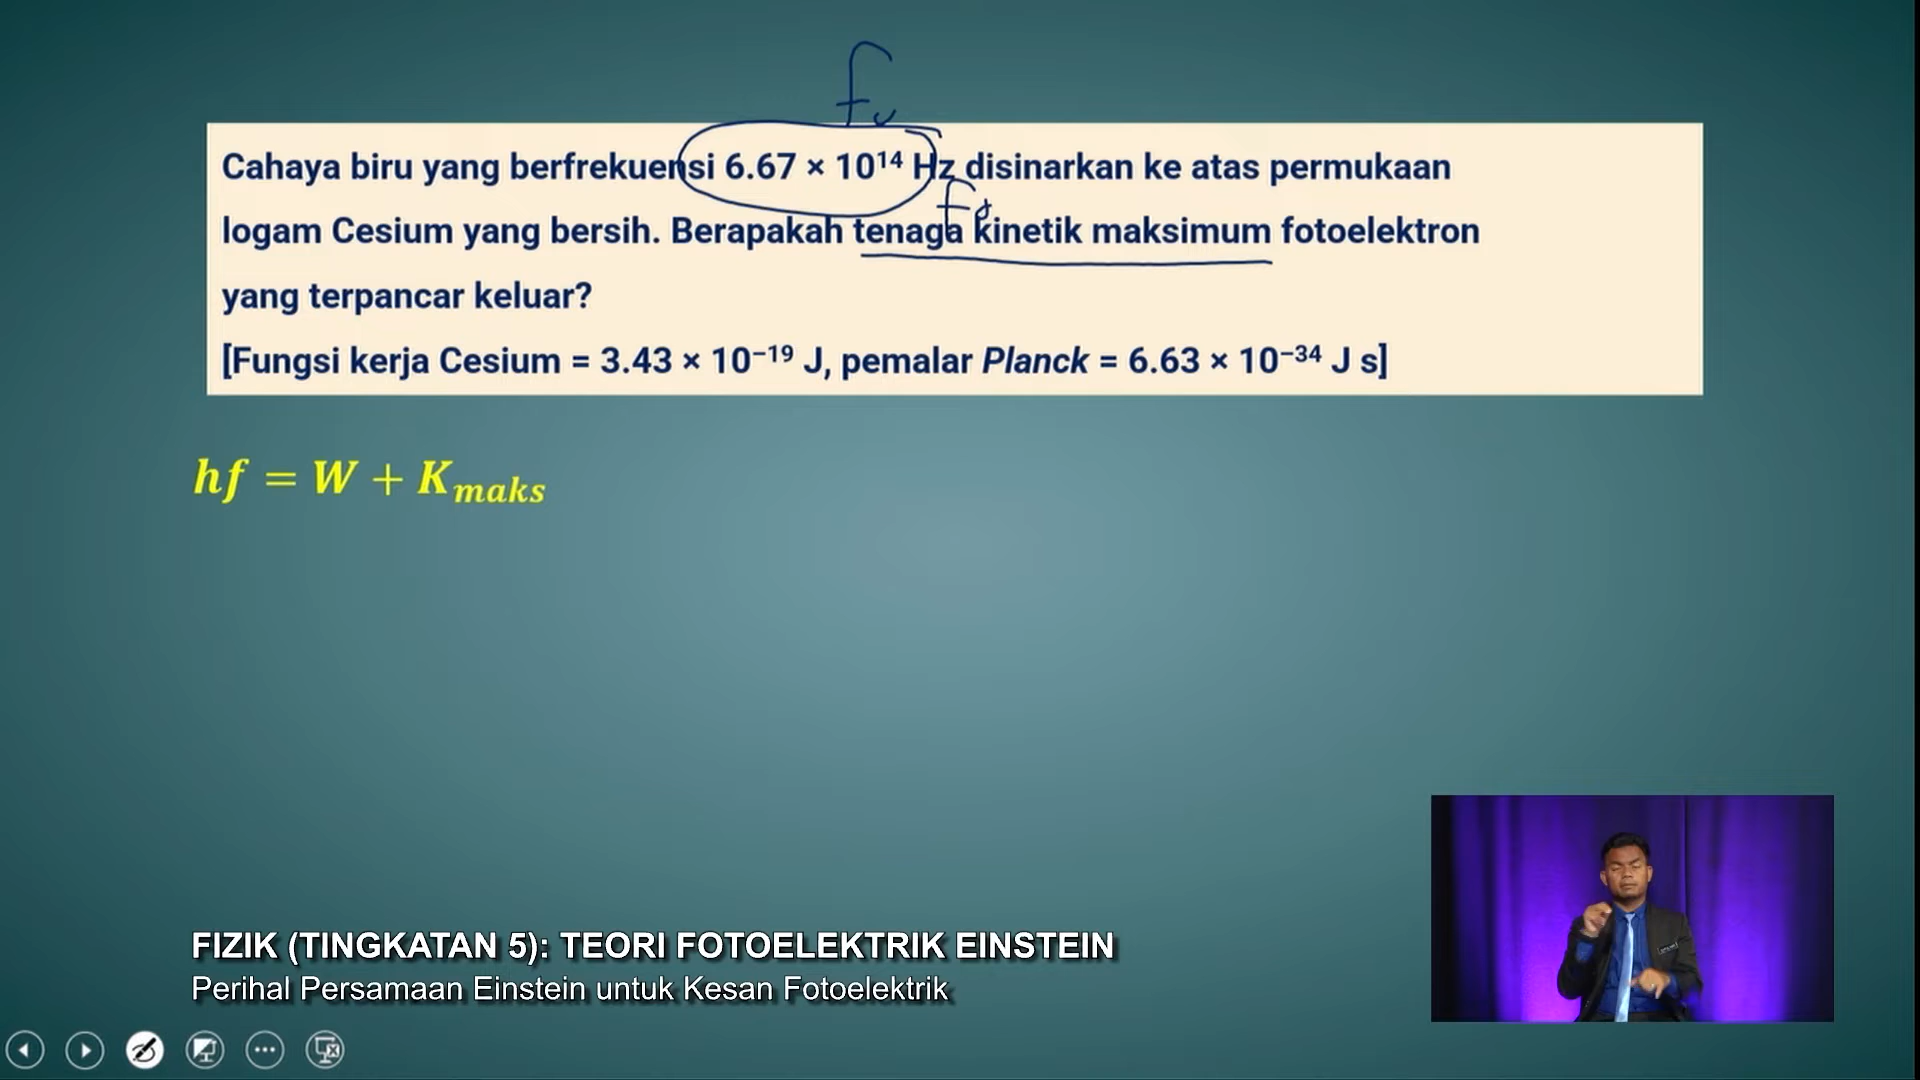 f
Cahaya biru yang berfrekuensi 6.67 × 10¹⁴ Hz disinarkan ke atas permukaan
logam Cesium yang bersih. Berapakah tenaga kinetik maksimum fotoelektron
yang terpancar keluar?
[Fungsi kerja Cesium = 3.43 × 10⁻¹⁹ J, pemalar Planck = 6.63 × 10⁻³⁴ J s]
hf = W + Kmaks
FIZIK (TINGKATAN 5): TEORI FOTOELEKTRIK EINSTEIN
Perihal Persamaan Einstein untuk Kesan Fotoelektrik